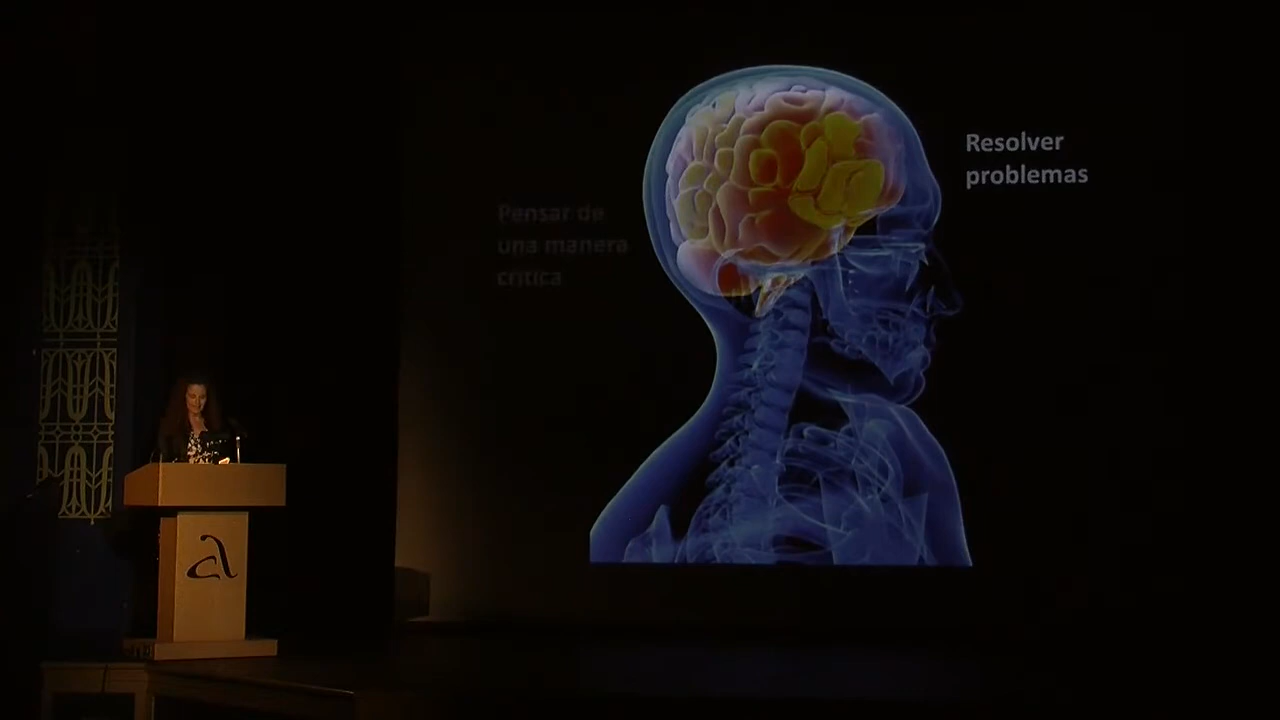 Resolver
problemas
Pensar de
una manera
crítica